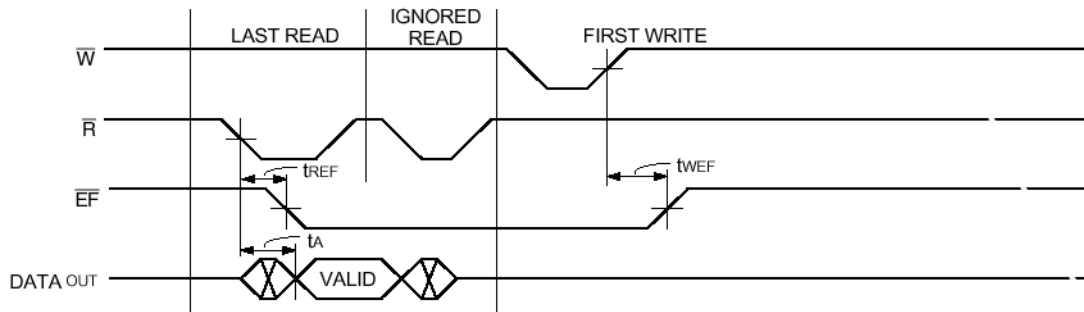 LAST READ
IGNORED
READ
FIRST WRITE
W
R
tREF
tWEF
EF
tA
DATA OUT
VALID